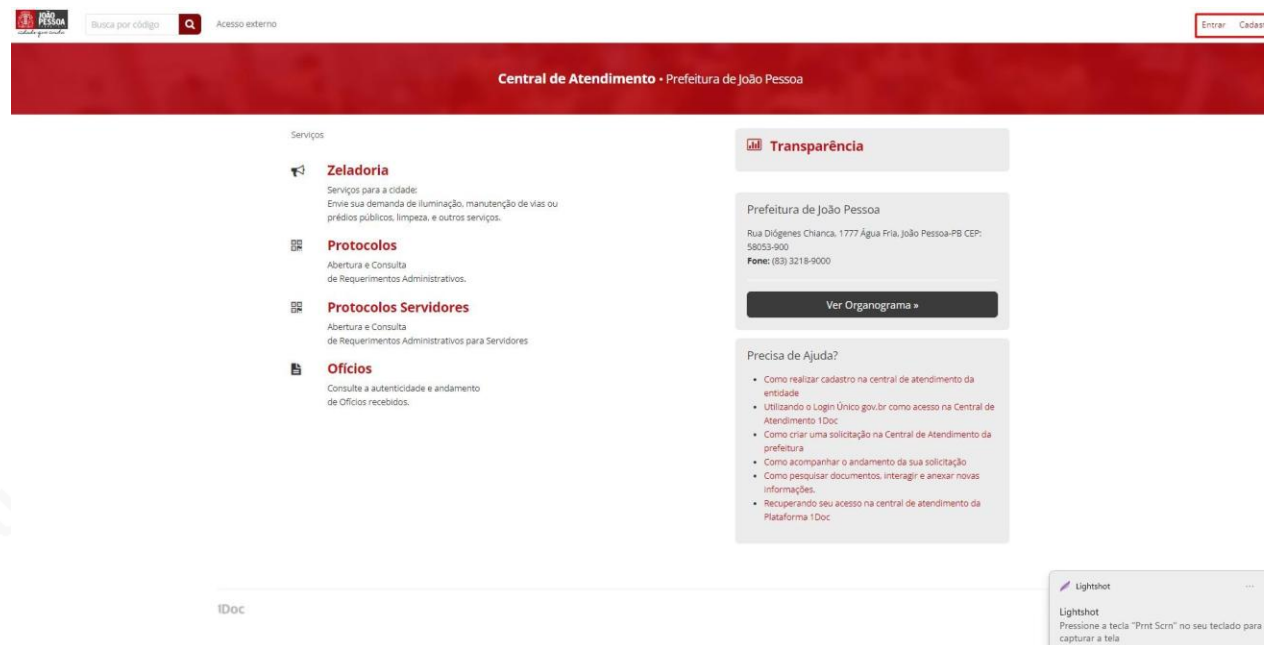 JOÃO
PESSOA
Busca por código
Acesso externo
Entrar
Central de Atendimento • Prefeitura de João Pessoa
Serviços
Zeladoria
Serviços para a cidade:
Envie sua demanda de iluminação, manutenção de vias ou
prédios públicos, limpeza, e outros serviços.
Protocolos
Abertura e Consulta
de Requerimentos Administrativos.
Protocolos Servidores
Abertura e Consulta
de Requerimentos Administrativos para Servidores
Ofícios
Consulte a autenticidade e andamento
de Ofícios recebidos.
Transparência
Prefeitura de João Pessoa
Rua Diógenes Chianca, 1777 Água Fria, João Pessoa-PB CEP:
58053-900
Fone: (83) 3218-9000
Ver Organograma »
Precisa de Ajuda?
• Como realizar cadastro na central de atendimento da
entidade
• Utilizando o Login Único gov.br como acesso na Central de
Atendimento 1Doc
• Como criar uma solicitação na Central de Atendimento da
prefeitura
• Como acompanhar o andamento da sua solicitação
• Como pesquisar documentos, interagir e anexar novas
informações.
• Recuperando seu acesso na central de atendimento da
Plataforma 1Doc
1Doc
Lightshot
Lightshot
Pressione a tecla "Prnt Scrn" no seu teclado para
capturar a tela